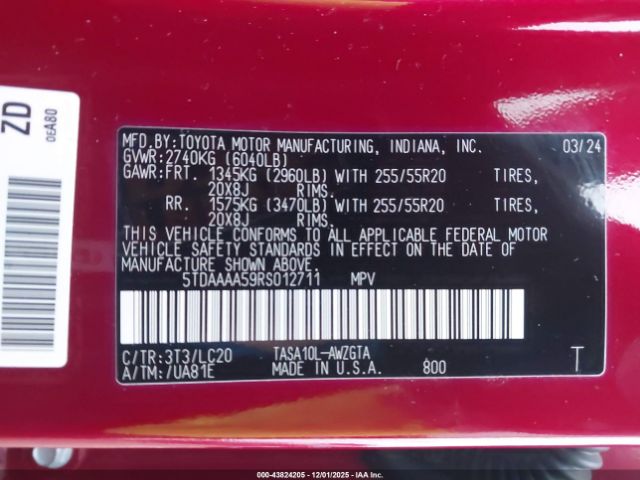 ZD
0EA80
MFD.BY:TOYOTA MOTOR MANUFACTURING, INDIANA, INC. 03/24
GVWR:2740KG (6040LB)
GAWR:FRT. 1345KG (2960LB) WITH 255/55R20 TIRES,
20X8J RIMS.
RR. 1575KG (3470LB) WITH 255/55R20 TIRES,
20X8J RIMS.
THIS VEHICLE CONFORMS TO ALL APPLICABLE FEDERAL MOTOR
VEHICLE SAFETY STANDARDS IN EFFECT ON THE DATE OF
MANUFACTURE SHOWN ABOVE.
5TDAAAA59RS012711 MPV
C/TR:3T3/LC20 TASA10L-AWZGTA
A/TM:/UA81E MADE IN U.S.A. 800 T
00-43824205 - 12/01/2025 - IAA Inc.